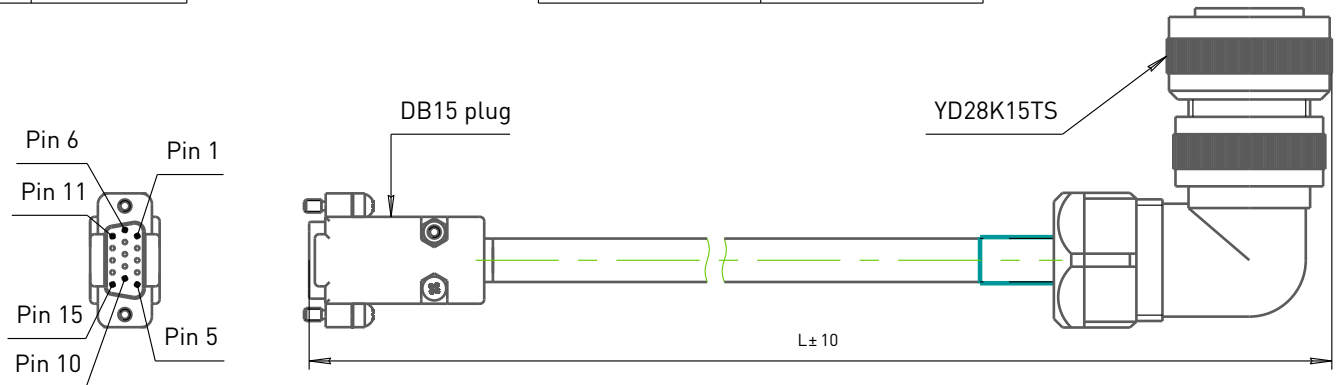 DB15 plug
YD28K15TS
Pin 6
Pin 1
Pin 11
Pin 15
Pin 5
Pin 10
L± 10